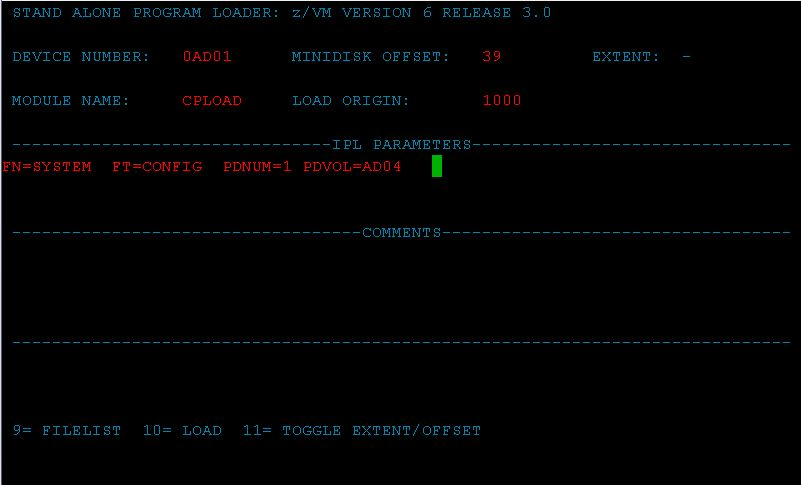 STAND ALONE PROGRAM LOADER: z/VM VERSION 6 RELEASE 3.0
DEVICE NUMBER: 0AD01 MINIDISK OFFSET: 39 EXTENT: -
MODULE NAME: CPLOAD LOAD ORIGIN: 1000
--------------------------------IPL PARAMETERS--------------------------------
FN=SYSTEM FT=CONFIG PDNUM=1 PDVOL=AD04
-----------------------------------COMMENTS-----------------------------------
------------------------------------------------------------------------------
9= FILELIST 10= LOAD 11= TOGGLE EXTENT/OFFSET